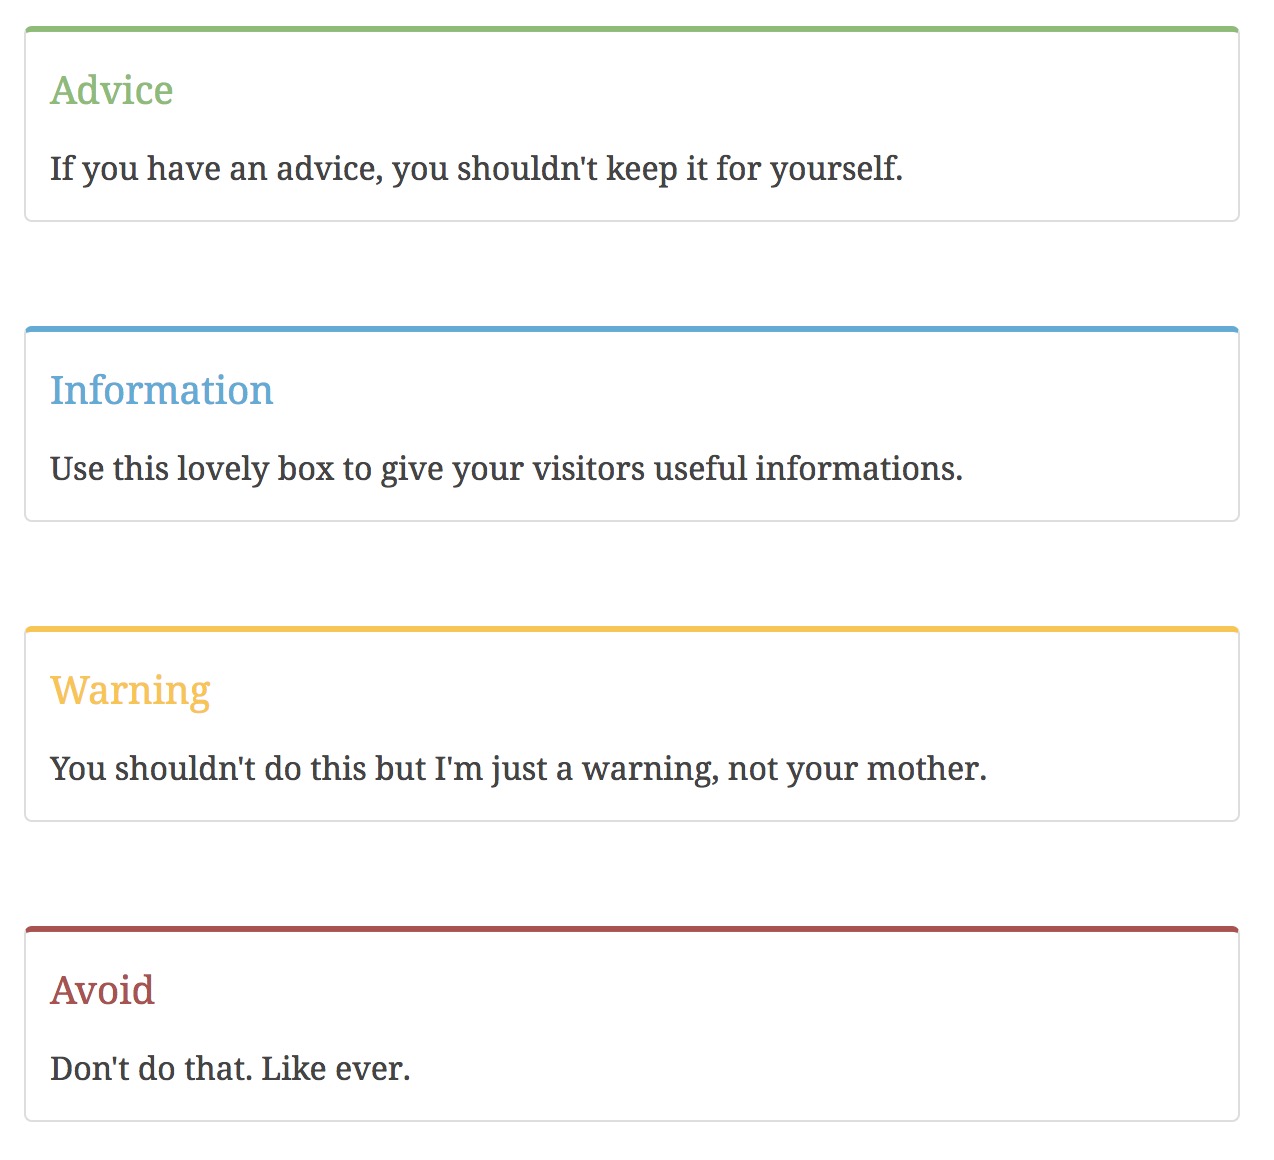 Advice
If you have an advice, you shouldn't keep it for yourself.
Information
Use this lovely box to give your visitors useful informations.
Warning
You shouldn't do this but I'm just a warning, not your mother.
Avoid
Don't do that. Like ever.